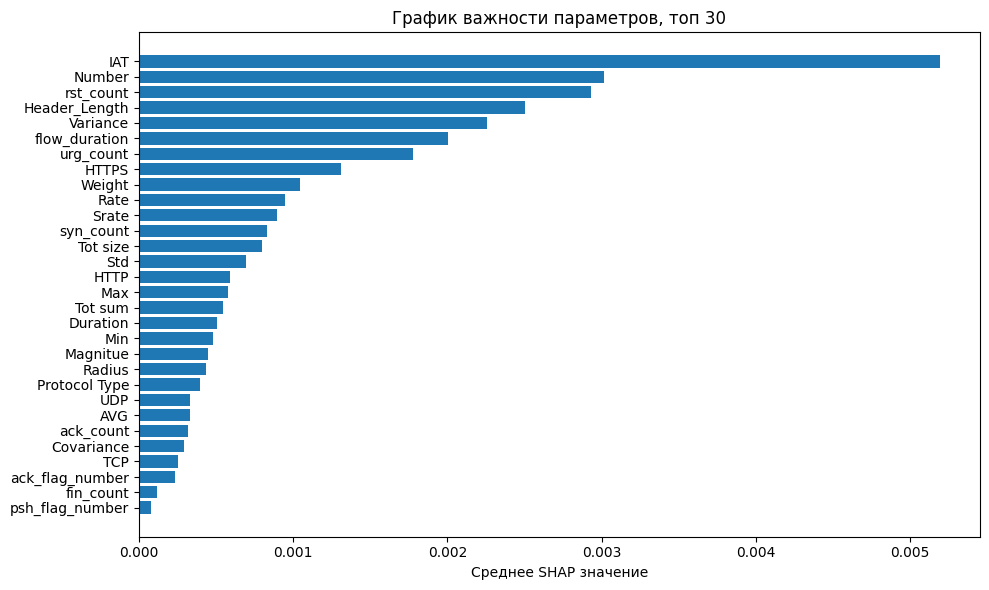 График важности параметров, топ 30
IAT
Number
rst_count
Header_Length
Variance
flow_duration
urg_count
HTTPS
Weight
Rate
Srate
syn_count
Tot size
Std
HTTP
Max
Tot sum
Duration
Min
Magnitue
Radius
Protocol Type
UDP
AVG
ack_count
Covariance
TCP
ack_flag_number
fin_count
psh_flag_number
0.000 0.001 0.002 0.003 0.004 0.005
Среднее SHAP значение